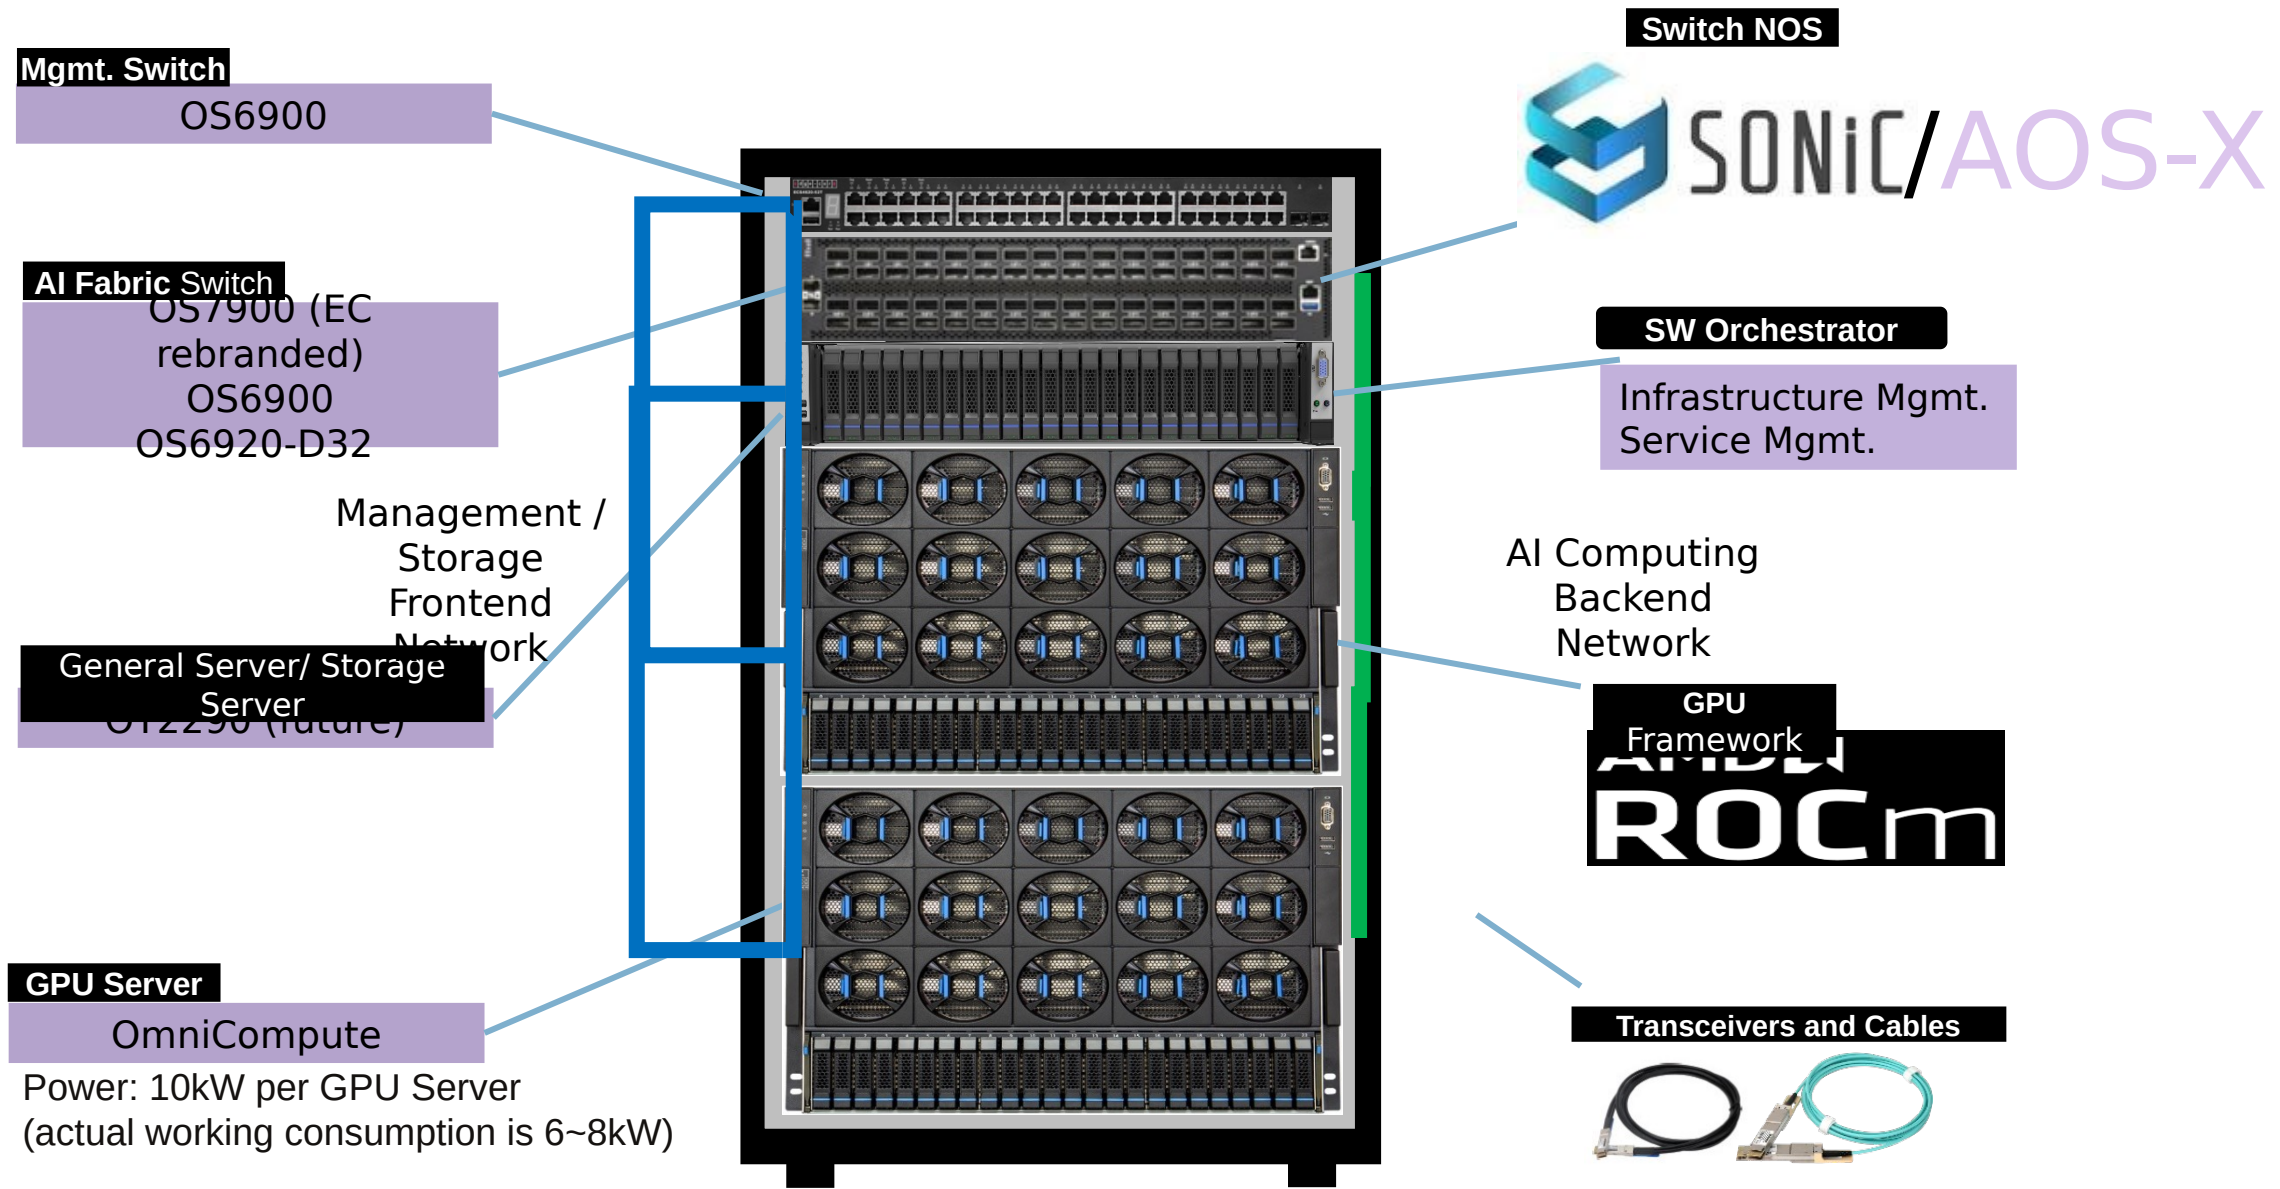 Switch NOS
SONiC/AOS-X
Mgmt. Switch
OS6900
AI Fabric Switch
OS7900 (EC
rebranded)
OS6900
OS6920-D32
SW Orchestrator
Infrastructure Mgmt.
Service Mgmt.
Management /
Storage
Frontend
Network
AI Computing
Backend
Network
General Server/ Storage
Server
(future)
GPU
Framework
AMD
ROCm
GPU Server
OmniCompute
Power: 10kW per GPU Server
(actual working consumption is 6~8kW)
Transceivers and Cables